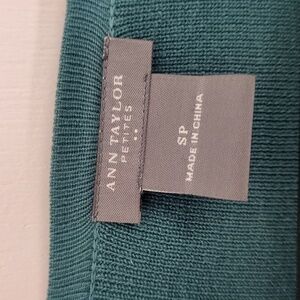 ANN TAYLOR
PETITES
SP
MADE IN CHINA